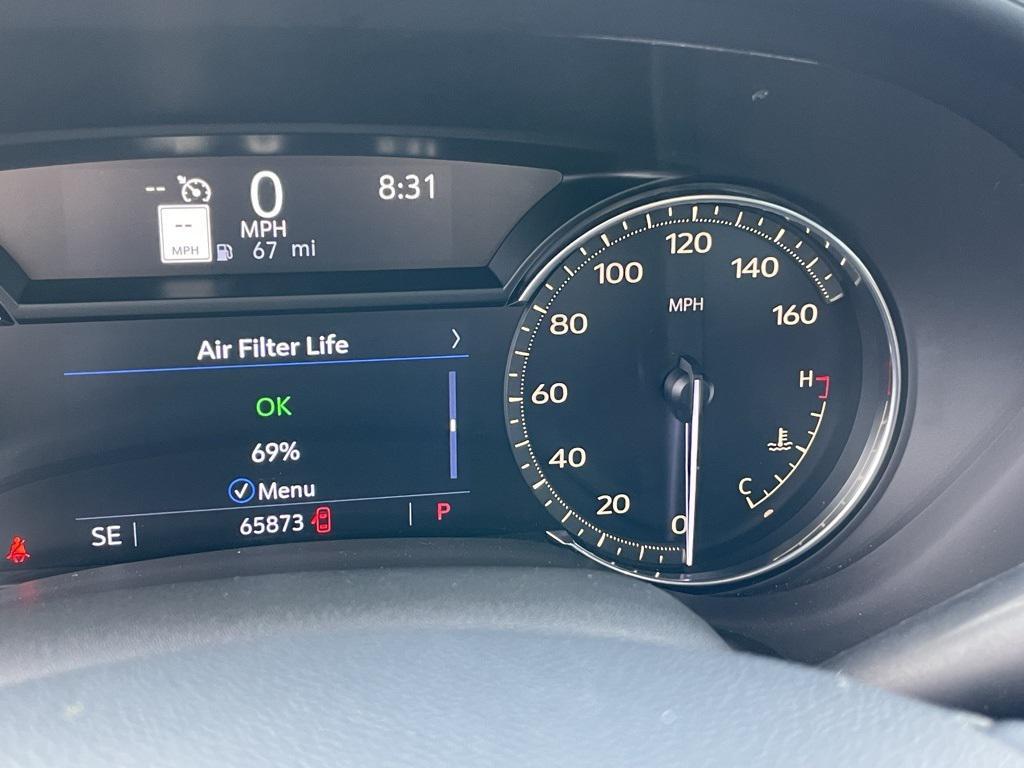 -- 0 8:31
-- MPH
MPH 67 mi
Air Filter Life >
OK
69%
Menu
SE 65873 P
120
100 140
MPH
80 160
60 H
40 C
20 0